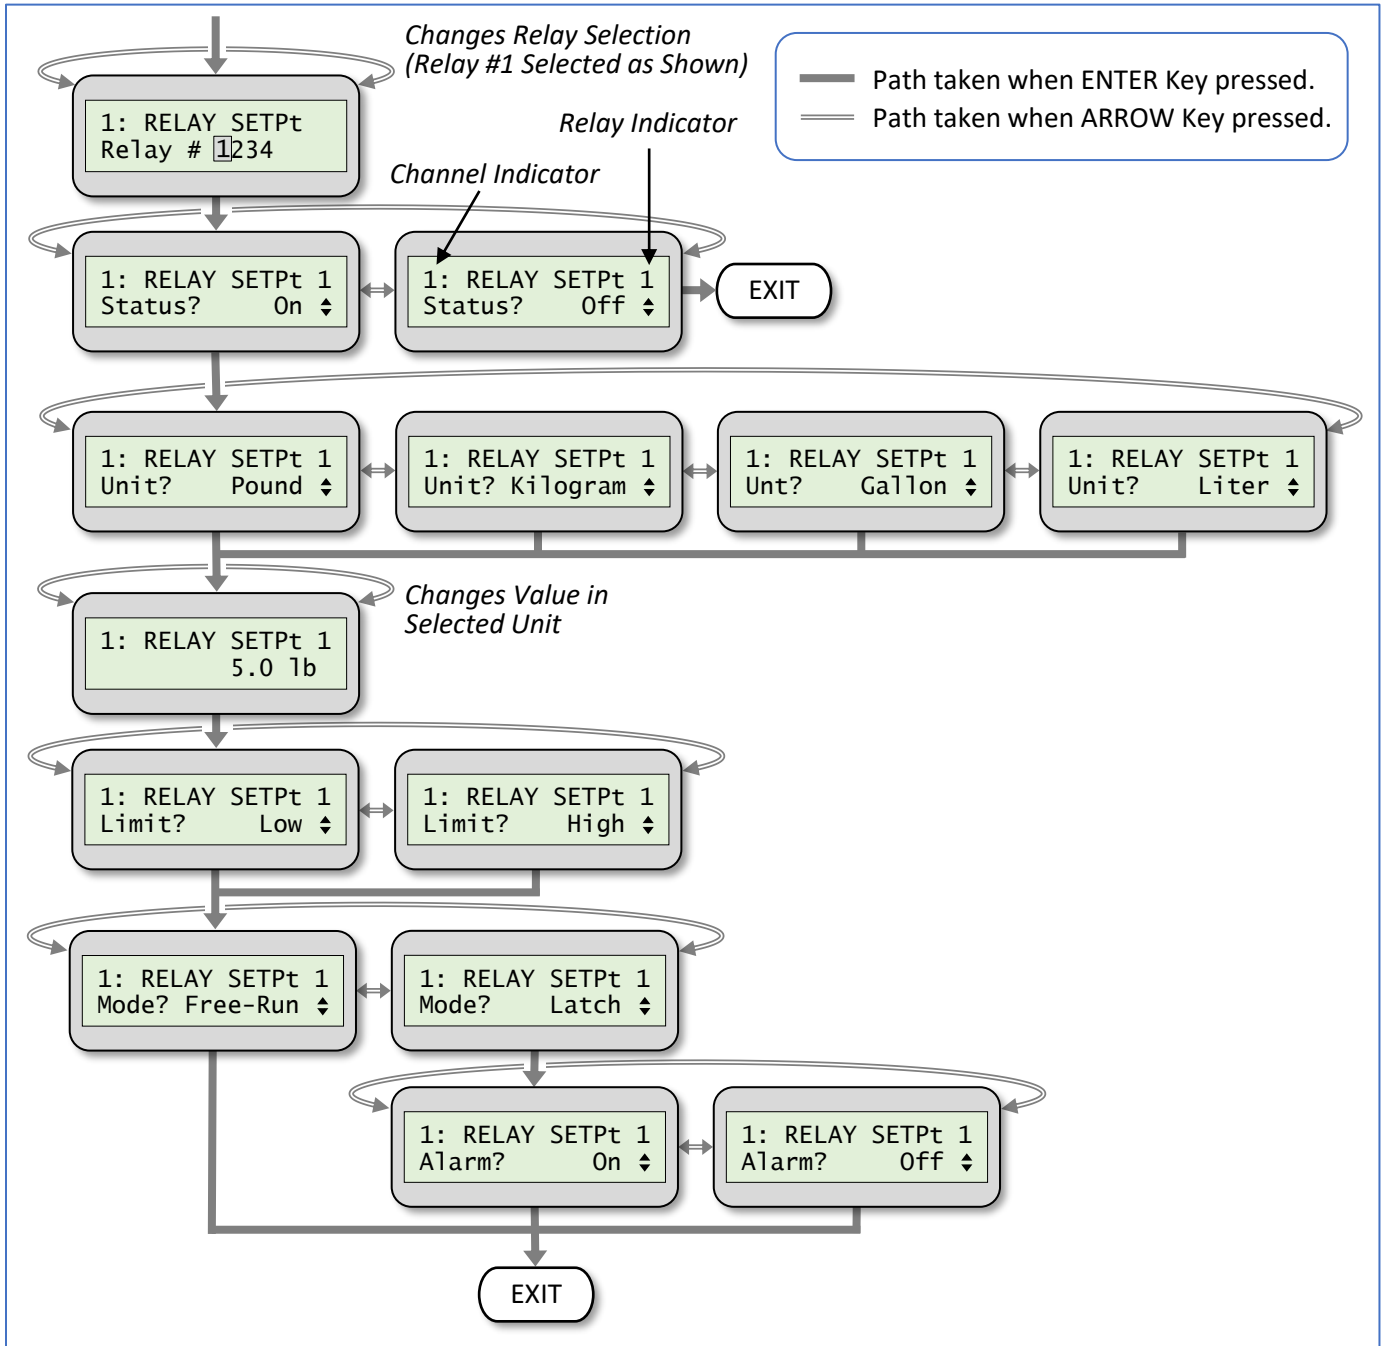 Changes Relay Selection
(Relay #1 Selected as Shown)
Path taken when ENTER Key pressed.
Path taken when ARROW Key pressed.
1: RELAY SETPt
Relay # 1234
Relay Indicator
Channel Indicator
1: RELAY SETPt 1
Status? On
1: RELAY SETPt 1
Status? Off
EXIT
1: RELAY SETPt 1
Unit? Pound
1: RELAY SETPt 1
Unit? Kilogram
1: RELAY SETPt 1
Unt? Gallon
1: RELAY SETPt 1
Unit? Liter
1: RELAY SETPt 1
5.0 lb
Changes Value in
Selected Unit
1: RELAY SETPt 1
Limit? Low
1: RELAY SETPt 1
Limit? High
1: RELAY SETPt 1
Mode? Free-Run
1: RELAY SETPt 1
Mode? Latch
1: RELAY SETPt 1
Alarm? On
1: RELAY SETPt 1
Alarm? Off
EXIT